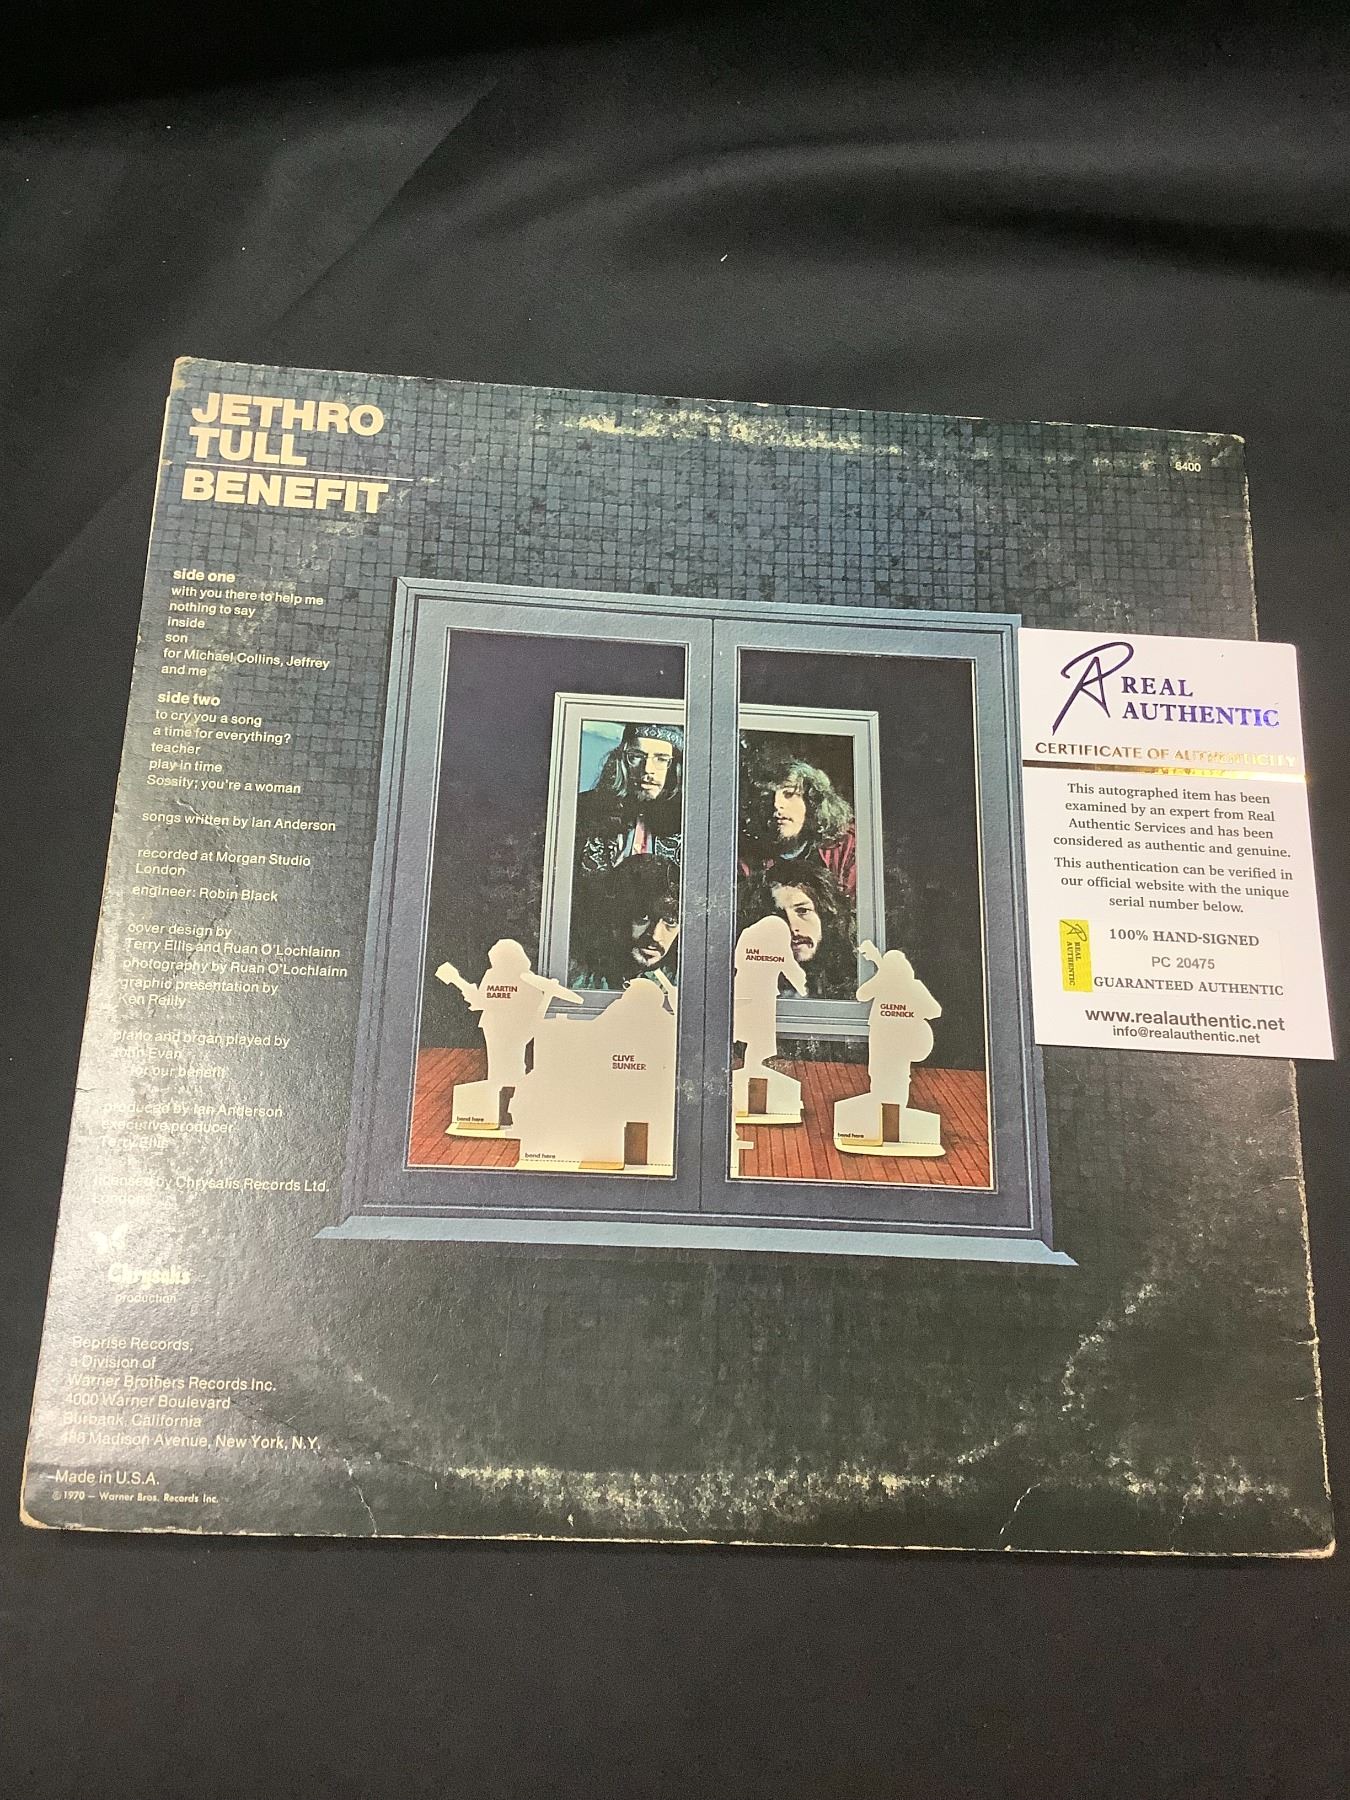 JETHRO
TULL
BENEFIT
6400
side one
with you there to help me
nothing to say
inside
son
for Michael Collins, Jeffrey
and me
side two
to cry you a song
a time for everything?
teacher
play in time
Sossity; you're a woman
songs written by Ian Anderson
recorded at Morgan Studio
London
engineer: Robin Black
cover design by
Terry Ellis and Ruan O'Lochlainn
photography by Ruan O'Lochlainn
graphic presentation by
Ken Reilly
piano and organ played by
John Evan
for our benefit
produced by Ian Anderson
executive producer
Terry Ellis
licensed by Chrysalis Records Ltd.
London
Chrysalis
production
Reprise Records,
a Division of
Warner Brothers Records Inc.
4000 Warner Boulevard
Burbank, California
488 Madison Avenue, New York, N.Y.
Made in U.S.A.
© 1970 – Warner Bros. Records Inc.
MARTIN
BARRE
bend here
CLIVE
BUNKER
bend here
IAN
ANDERSON
GLENN
CORNICK
bend here
REAL
AUTHENTIC
CERTIFICATE OF AUTHENTICITY
This autographed item has been
examined by an expert from Real
Authentic Services and has been
considered as authentic and genuine.
This authentication can be verified in
our official website with the unique
serial number below.
REAL
AUTHENTIC
100% HAND-SIGNED
PC 20475
GUARANTEED AUTHENTIC
www.realauthentic.net
info@realauthentic.net